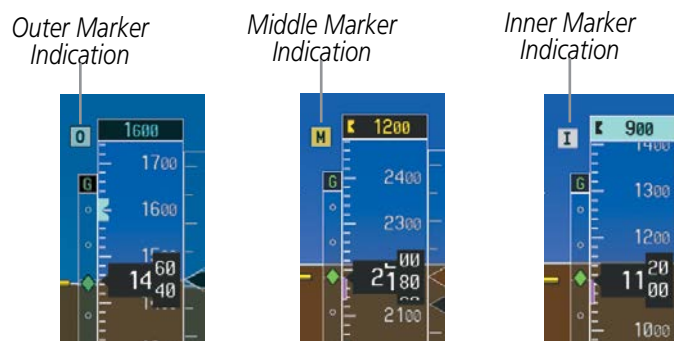 Outer Marker
Indication
Middle Marker
Indication
Inner Marker
Indication
O
1600
1700
G
1600
14
60
40
M
1200
2400
G
2300
21
00
80
2100
I
900
1400
G
1300
1200
11
20
00
1000